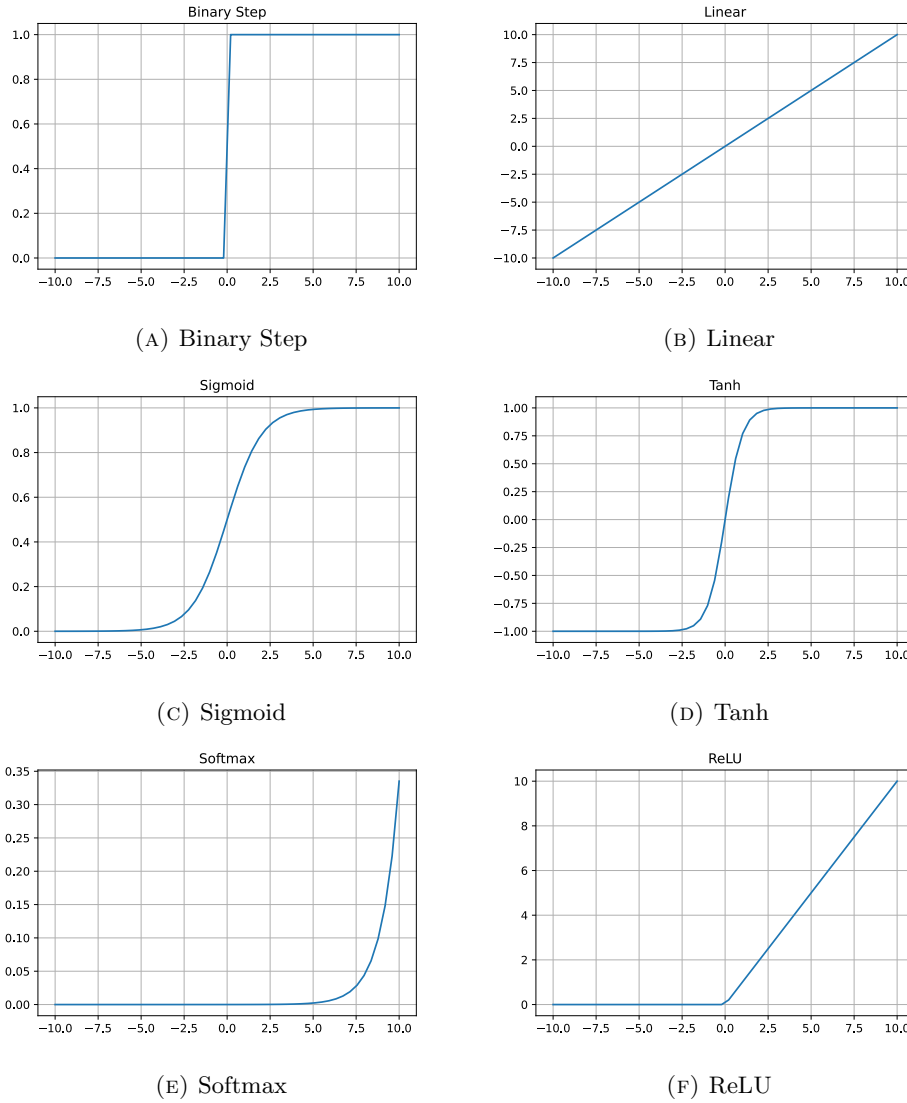 Binary Step
1.0
0.8
0.6
0.4
0.2
0.0
−10.0 −7.5 −5.0 −2.5 0.0 2.5 5.0 7.5 10.0
(A) Binary Step
Linear
10.0
7.5
5.0
2.5
0.0
−2.5
−5.0
−7.5
−10.0
−10.0 −7.5 −5.0 −2.5 0.0 2.5 5.0 7.5 10.0
(B) Linear
Sigmoid
1.0
0.8
0.6
0.4
0.2
0.0
−10.0 −7.5 −5.0 −2.5 0.0 2.5 5.0 7.5 10.0
(C) Sigmoid
Tanh
1.00
0.75
0.50
0.25
0.00
−0.25
−0.50
−0.75
−1.00
−10.0 −7.5 −5.0 −2.5 0.0 2.5 5.0 7.5 10.0
(D) Tanh
Softmax
0.35
0.30
0.25
0.20
0.15
0.10
0.05
0.00
−10.0 −7.5 −5.0 −2.5 0.0 2.5 5.0 7.5 10.0
(E) Softmax
ReLU
10
8
6
4
2
0
−10.0 −7.5 −5.0 −2.5 0.0 2.5 5.0 7.5 10.0
(F) ReLU